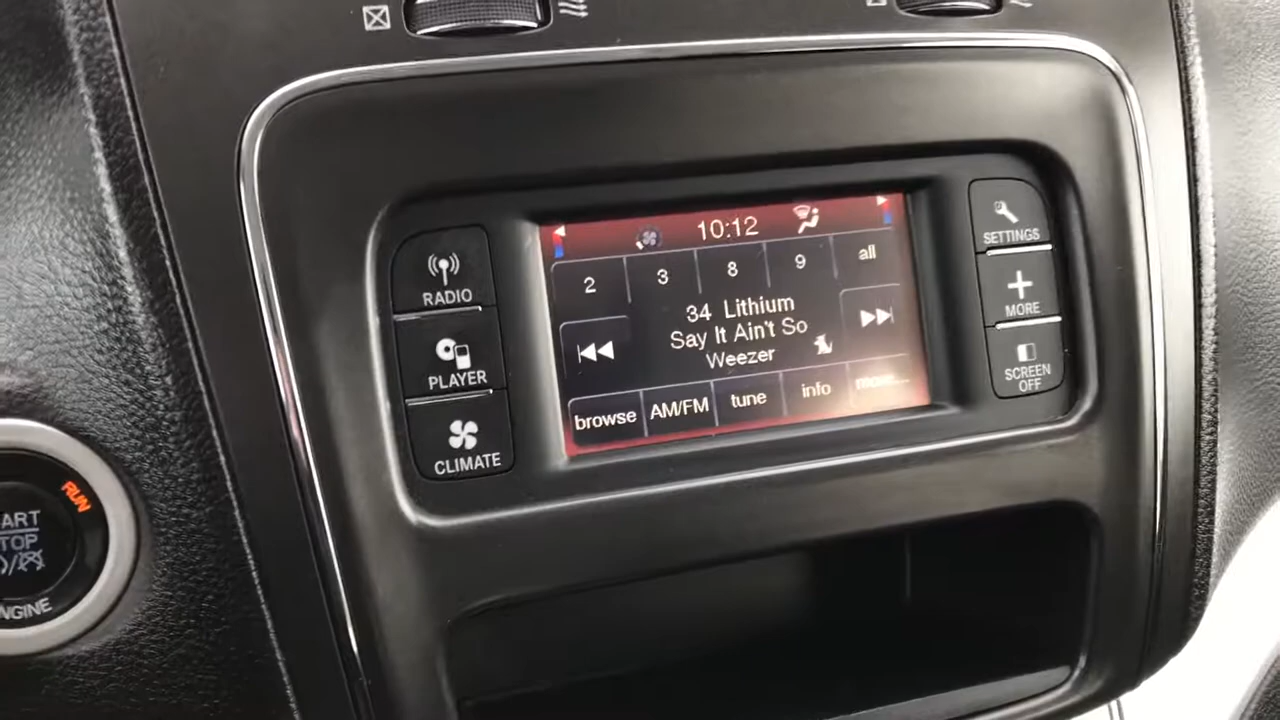 RADIO
PLAYER
CLIMATE
10:12
2 3 8 9 all
34 Lithium
Say It Ain't So
Weezer
browse AM/FM tune info more...
SETTINGS
MORE
SCREEN
OFF
RUN